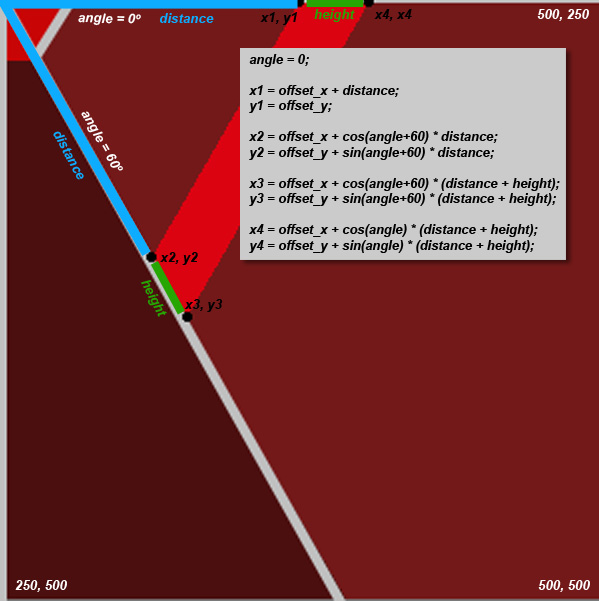 angle = 0º distance x1, y1 height x4, x4 500, 250
angle = 0;
x1 = offset_x + distance;
y1 = offset_y;
x2 = offset_x + cos(angle+60) * distance;
y2 = offset_y + sin(angle+60) * distance;
x3 = offset_x + cos(angle+60) * (distance + height);
y3 = offset_y + sin(angle+60) * (distance + height);
x4 = offset_x + cos(angle) * (distance + height);
y4 = offset_y + sin(angle) * (distance + height);
angle = 60º
distance
x2, y2
height
x3, y3
250, 500
500, 500